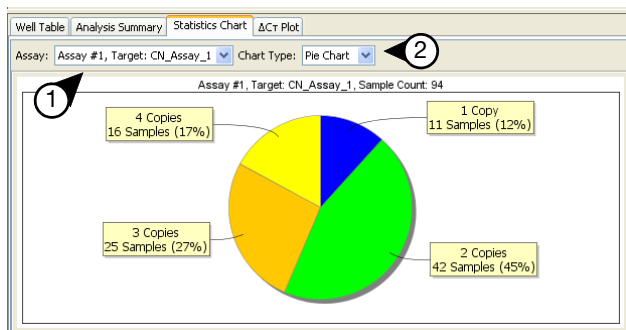 Well Table Analysis Summary Statistics Chart ΔCT Plot
Assay: Assay #1, Target: CN_Assay_1 Chart Type: Pie Chart 2
1
Assay #1, Target: CN_Assay_1, Sample Count: 94
4 Copies
16 Samples (17%)
1 Copy
11 Samples (12%)
3 Copies
25 Samples (27%)
2 Copies
42 Samples (45%)